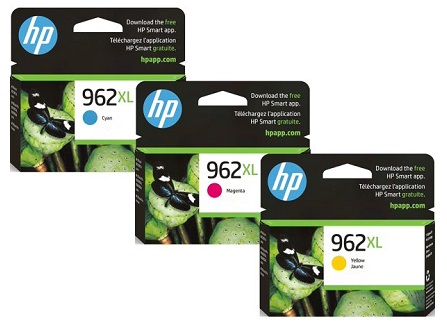 hp
Download the free
HP Smart app.
Téléchargez l'application
HP Smart gratuite.
hpapp.com
962XL
Cyan
hp
Download the free
HP Smart app.
Téléchargez l'application
HP Smart gratuite.
hpapp.com
962XL
Magenta
hp
Download the free
HP Smart app.
Téléchargez l'application
HP Smart gratuite.
hpapp.com
962XL
Yellow
Jaune